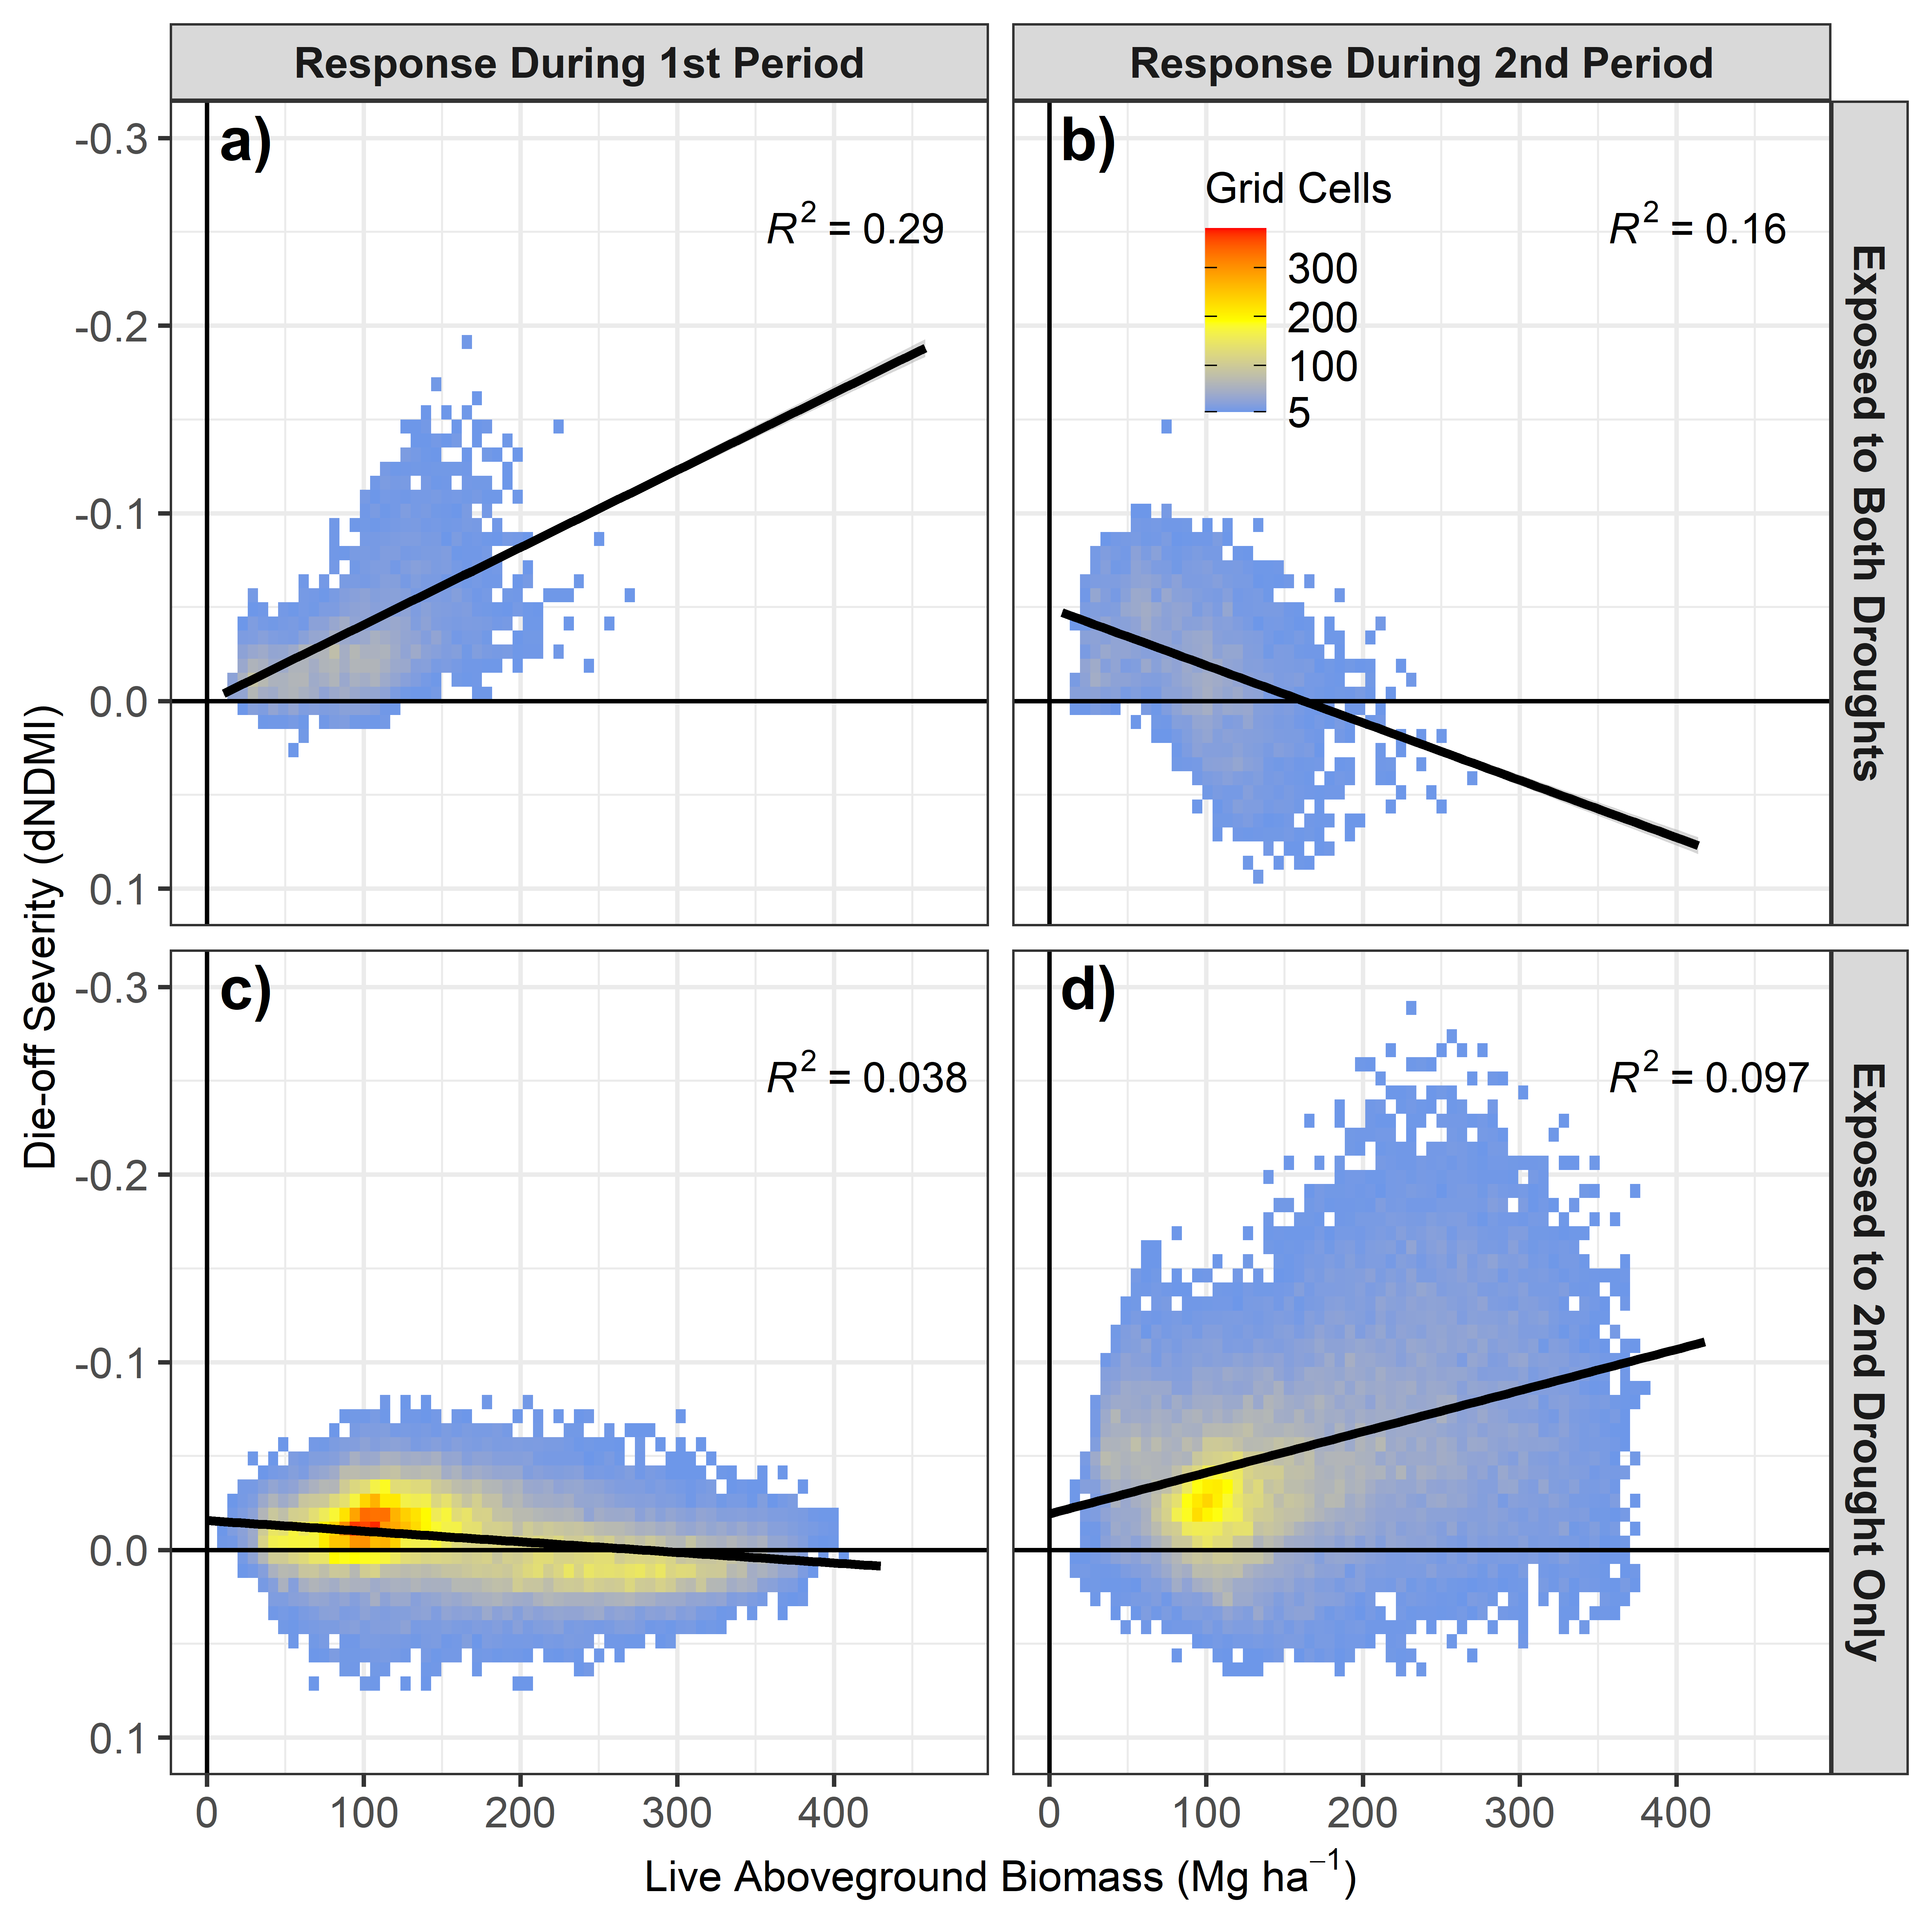 Response During 1st Period
Response During 2nd Period
a)
R² = 0.29
-0.3
-0.2
-0.1
0.0
0.1
b)
Grid Cells
300
200
100
5
R² = 0.16
Exposed to Both Droughts
Die-off Severity (dNDMI)
c)
R² = 0.038
-0.3
-0.2
-0.1
0.0
0.1
d)
R² = 0.097
Exposed to 2nd Drought Only
0 100 200 300 400
0 100 200 300 400
Live Aboveground Biomass (Mg ha⁻¹)